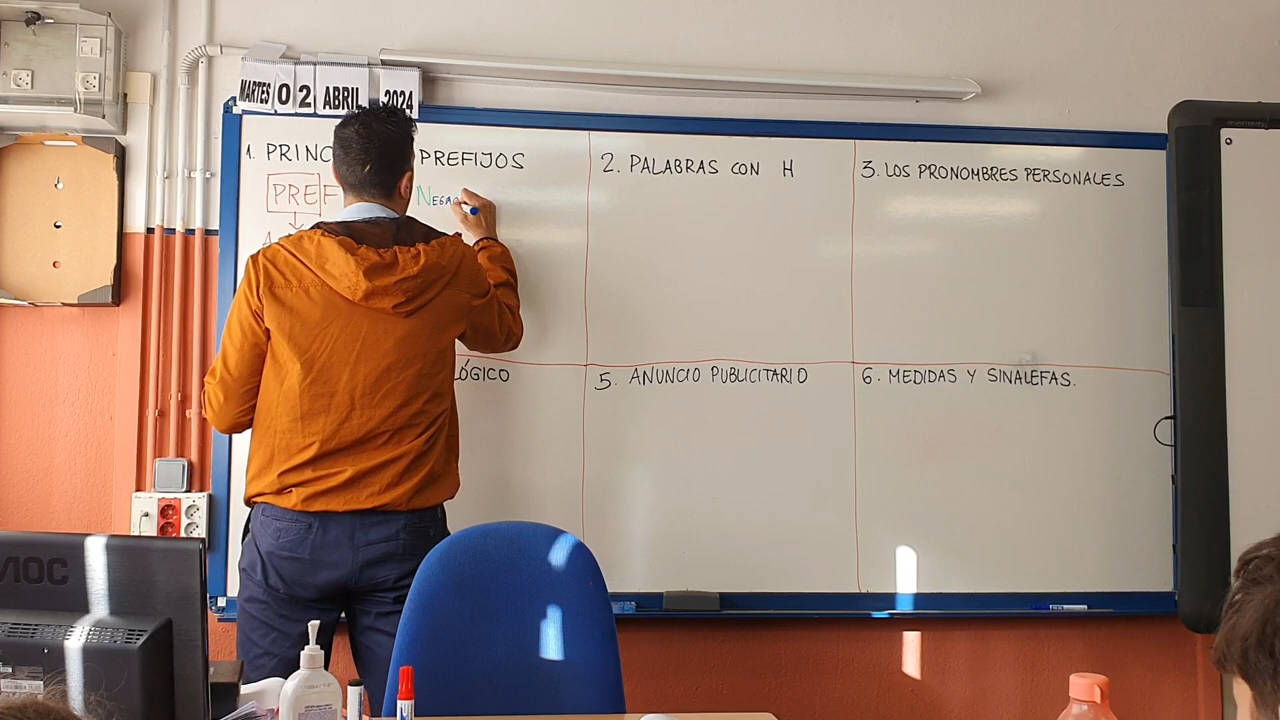 MARTES 02 ABRIL 2024
1. PRINC PREFIJOS
PREF
NEGAC
2. PALABRAS CON H
3. LOS PRONOMBRES PERSONALES
LÓGICO
5. ANUNCIO PUBLICITARIO
6. MEDIDAS Y SINALEFAS.
AOC